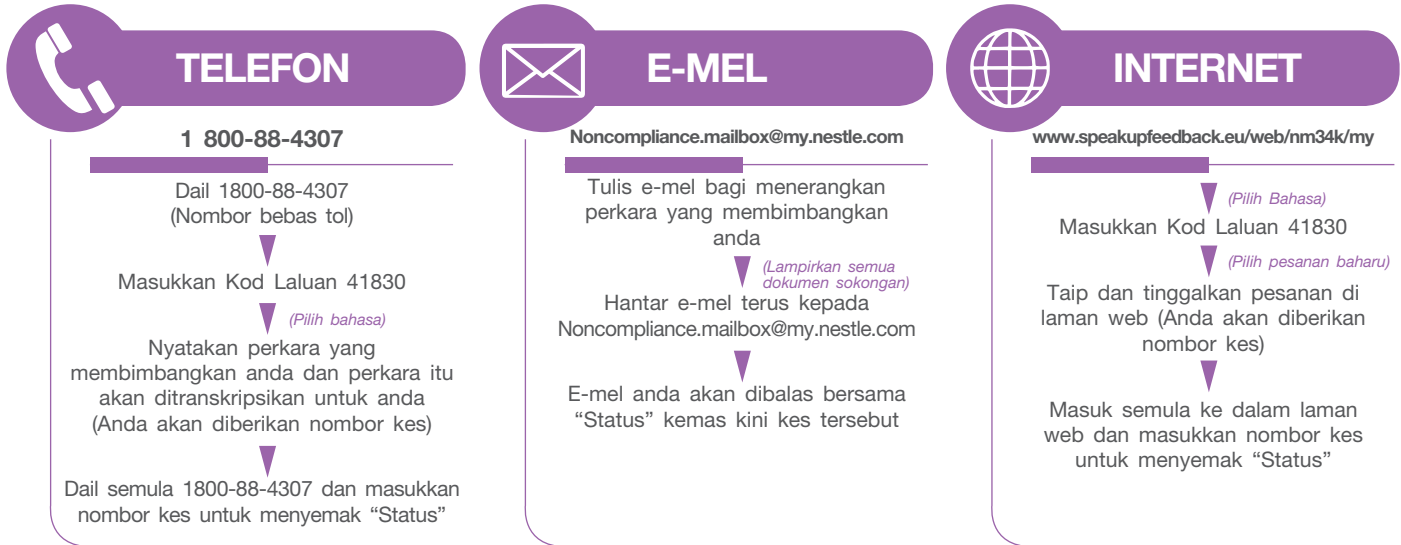 TELEFON
1 800-88-4307
Dail 1800-88-4307
(Nombor bebas tol)
Masukkan Kod Laluan 41830
(Pilih bahasa)
Nyatakan perkara yang
membimbangkan anda dan perkara itu
akan ditranskripsikan untuk anda
(Anda akan diberikan nombor kes)
Dail semula 1800-88-4307 dan masukkan
nombor kes untuk menyemak “Status”
E-MEL
Noncompliance.mailbox@my.nestle.com
Tulis e-mel bagi menerangkan
perkara yang membimbangkan
anda
(Lampirkan semua
dokumen sokongan)
Hantar e-mel terus kepada
Noncompliance.mailbox@my.nestle.com
E-mel anda akan dibalas bersama
“Status” kemas kini kes tersebut
INTERNET
www.speakupfeedback.eu/web/nm34k/my
(Pilih Bahasa)
Masukkan Kod Laluan 41830
(Pilih pesanan baharu)
Taip dan tinggalkan pesanan di
laman web (Anda akan diberikan
nombor kes)
Masuk semula ke dalam laman
web dan masukkan nombor kes
untuk menyemak “Status”